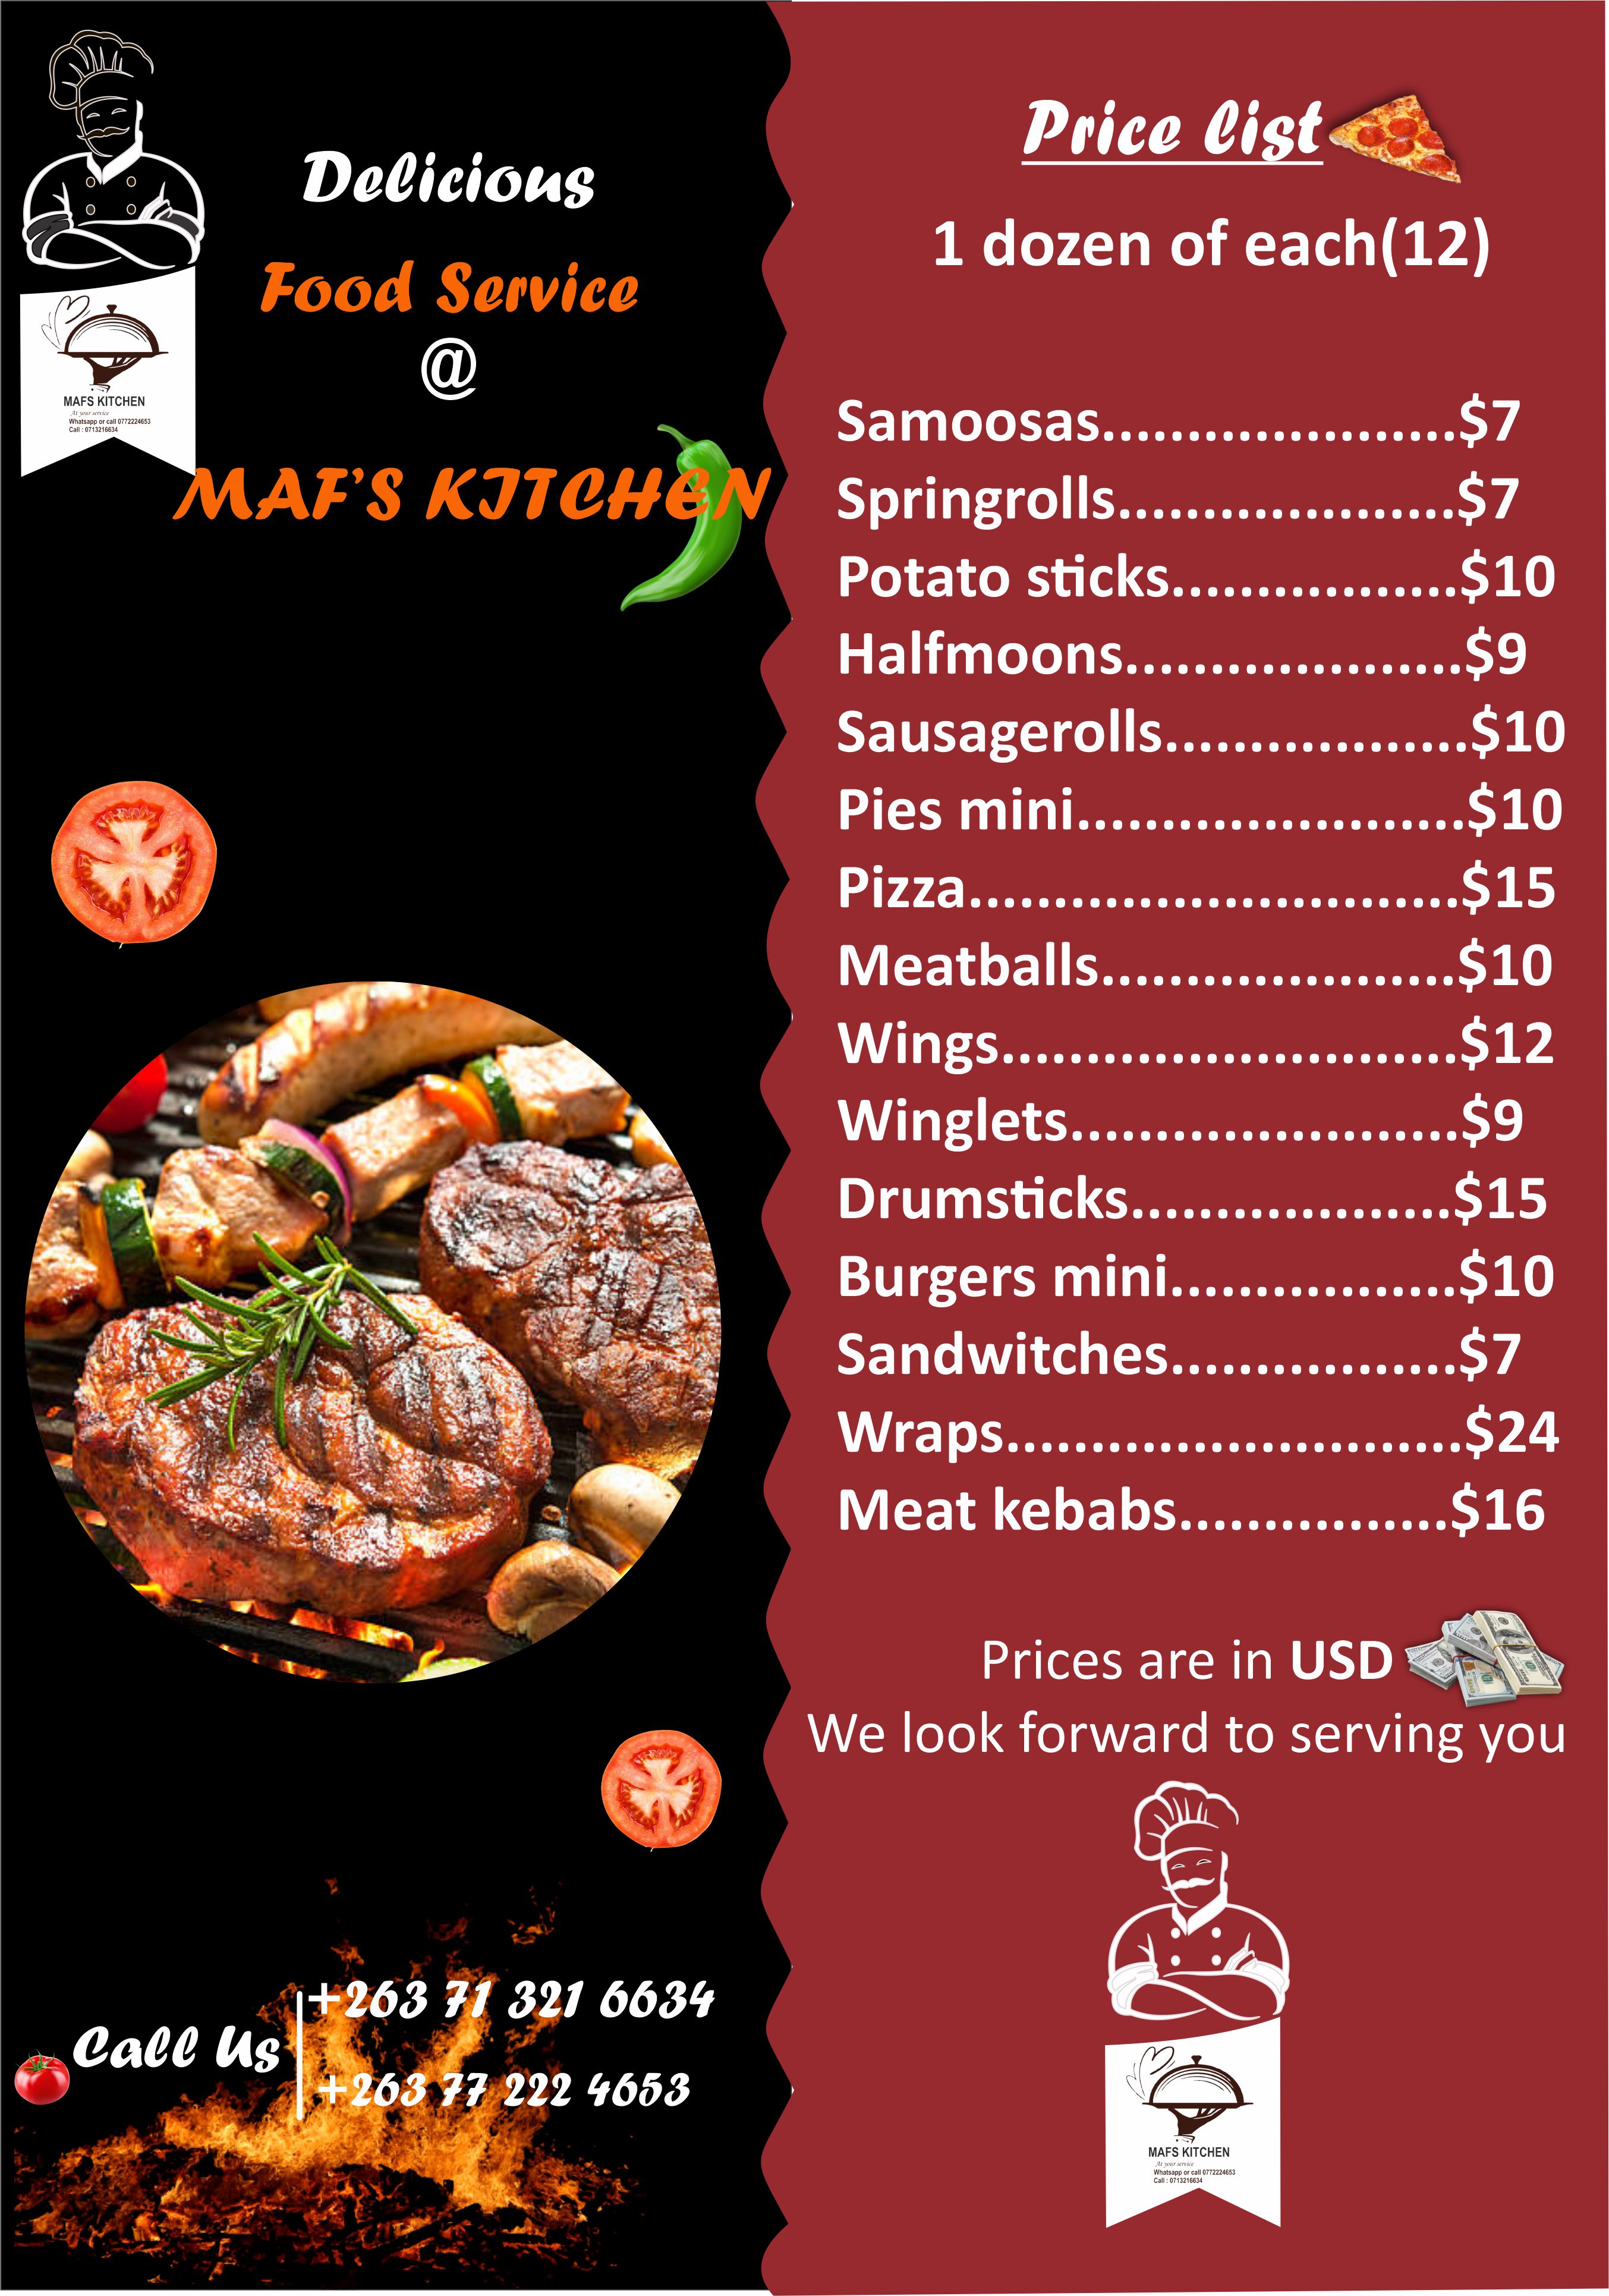 Delicious
Food Service
@
MAF'S KITCHEN
MAFS KITCHEN
At your service
Whatsapp or call 0772224653
Call : 0713216634
Call Us
+263 71 321 6634
+263 77 222 4653
Price list
1 dozen of each(12)
Samoosas.....................$7
Springrolls....................$7
Potato sticks.................$10
Halfmoons....................$9
Sausagerolls..................$10
Pies mini.......................$10
Pizza.............................$15
Meatballs.....................$10
Wings...........................$12
Winglets.......................$9
Drumsticks...................$15
Burgers mini.................$10
Sandwitches.................$7
Wraps...........................$24
Meat kebabs................$16
Prices are in USD
We look forward to serving you
MAFS KITCHEN
At your service
Whatsapp or call 0772224653
Call : 0713216634